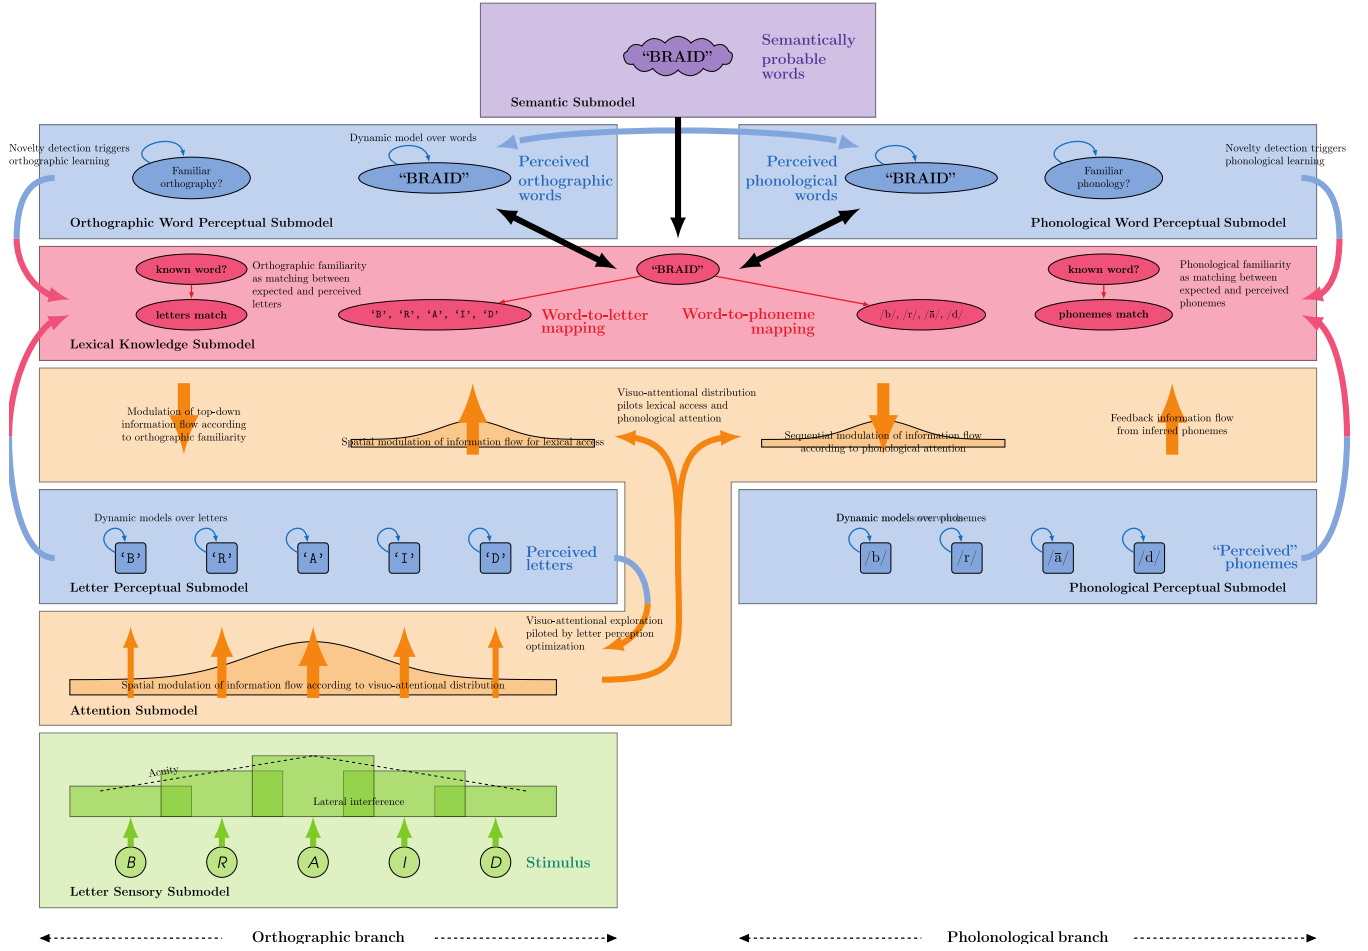 “BRAID”
Semantically
probable
words
Semantic Submodel
Novelty detection triggers
orthographic learning
Familiar
orthography?
Dynamic model over words
“BRAID”
Perceived
orthographic
words
Orthographic Word Perceptual Submodel
Perceived
phonological
words
“BRAID”
Familiar
phonology?
Novelty detection triggers
phonological learning
Phonological Word Perceptual Submodel
known word?
letters match
Orthographic familiarity
as matching between
expected and perceived
letters
“BRAID”
‘B’, ‘R’, ‘A’, ‘I’, ‘D’
Word-to-letter
mapping
Word-to-phoneme
mapping
/b/, /r/, /ā/, /d/
known word?
phonemes match
Phonological familiarity
as matching between
expected and perceived
phonemes
Lexical Knowledge Submodel
Modulation of top-down
information flow according
to orthographic familiarity
Spatial modulation of information flow for lexical access
Visuo-attentional distribution
pilots lexical access and
phonological attention
Sequential modulation of information flow
according to phonological attention
Feedback information flow
from inferred phonemes
Dynamic models over letters
‘B’ ‘R’ ‘A’ ‘I’ ‘D’
Perceived
letters
Letter Perceptual Submodel
Dynamic models over phonemes
/b/ /r/ /ā/ /d/
“Perceived”
phonemes
Phonological Perceptual Submodel
Visuo-attentional exploration
piloted by letter perception
optimization
Spatial modulation of information flow according to visuo-attentional distribution
Attention Submodel
Acuity
Lateral interference
B R A I D
Stimulus
Letter Sensory Submodel
Orthographic branch
Pholonological branch